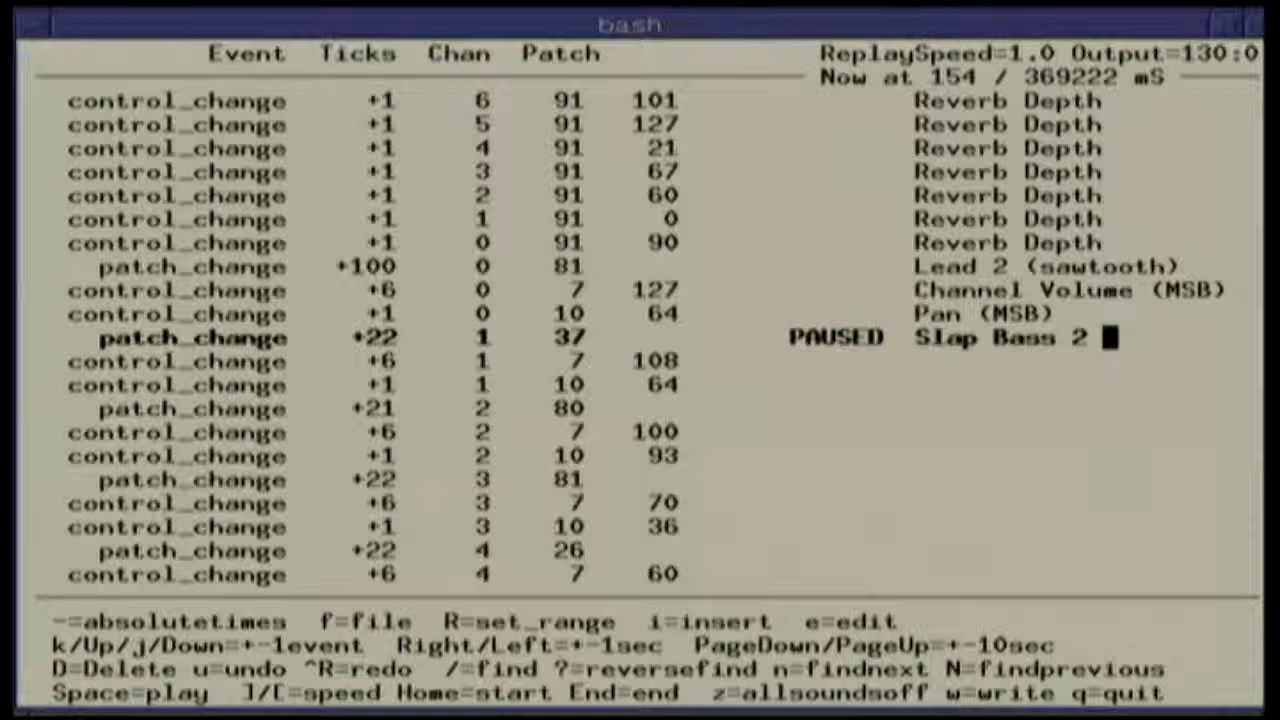 bash
Event Ticks Chan Patch ReplaySpeed=1.0 Output=130:0
Now at 154 / 369222 mS
control_change +1 6 91 101 Reverb Depth
control_change +1 5 91 127 Reverb Depth
control_change +1 4 91 21 Reverb Depth
control_change +1 3 91 67 Reverb Depth
control_change +1 2 91 60 Reverb Depth
control_change +1 1 91 0 Reverb Depth
control_change +1 0 91 90 Reverb Depth
patch_change +100 0 81 Lead 2 (sawtooth)
control_change +6 0 7 127 Channel Volume (MSB)
control_change +1 0 10 64 Pan (MSB)
patch_change +22 1 37 PAUSED Slap Bass 2
control_change +6 1 7 108
control_change +1 1 10 64
patch_change +21 2 80
control_change +6 2 7 100
control_change +1 2 10 93
patch_change +22 3 81
control_change +6 3 7 70
control_change +1 3 10 36
patch_change +22 4 26
control_change +6 4 7 60
-=absolutetimes f=file R=set_range i=insert e=edit
k/Up/j/Down=+-1event Right/Left=+-1sec PageDown/PageUp=+-10sec
D=Delete u=undo ^R=redo /=find ?=reversefind n=findnext N=findprevious
Space=play ]/[=speed Home=start End=end z=allsoundsoff w=write q=quit